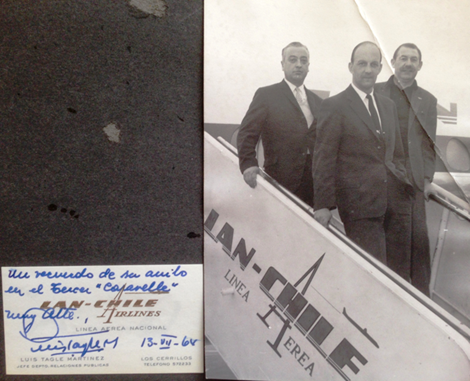 Un recuerdo de su arribo
en el Tercer "Caravelle"
LAN-CHILE
AIRLINES
muy Atte.,
LINEA AEREA NACIONAL
13-VII-64
LUIS TAGLE MARTINEZ LOS CERRILLOS
JEFE DEPTO. RELACIONES PUBLICAS TELEFONO
LAN-CHILE
LINEA AEREA